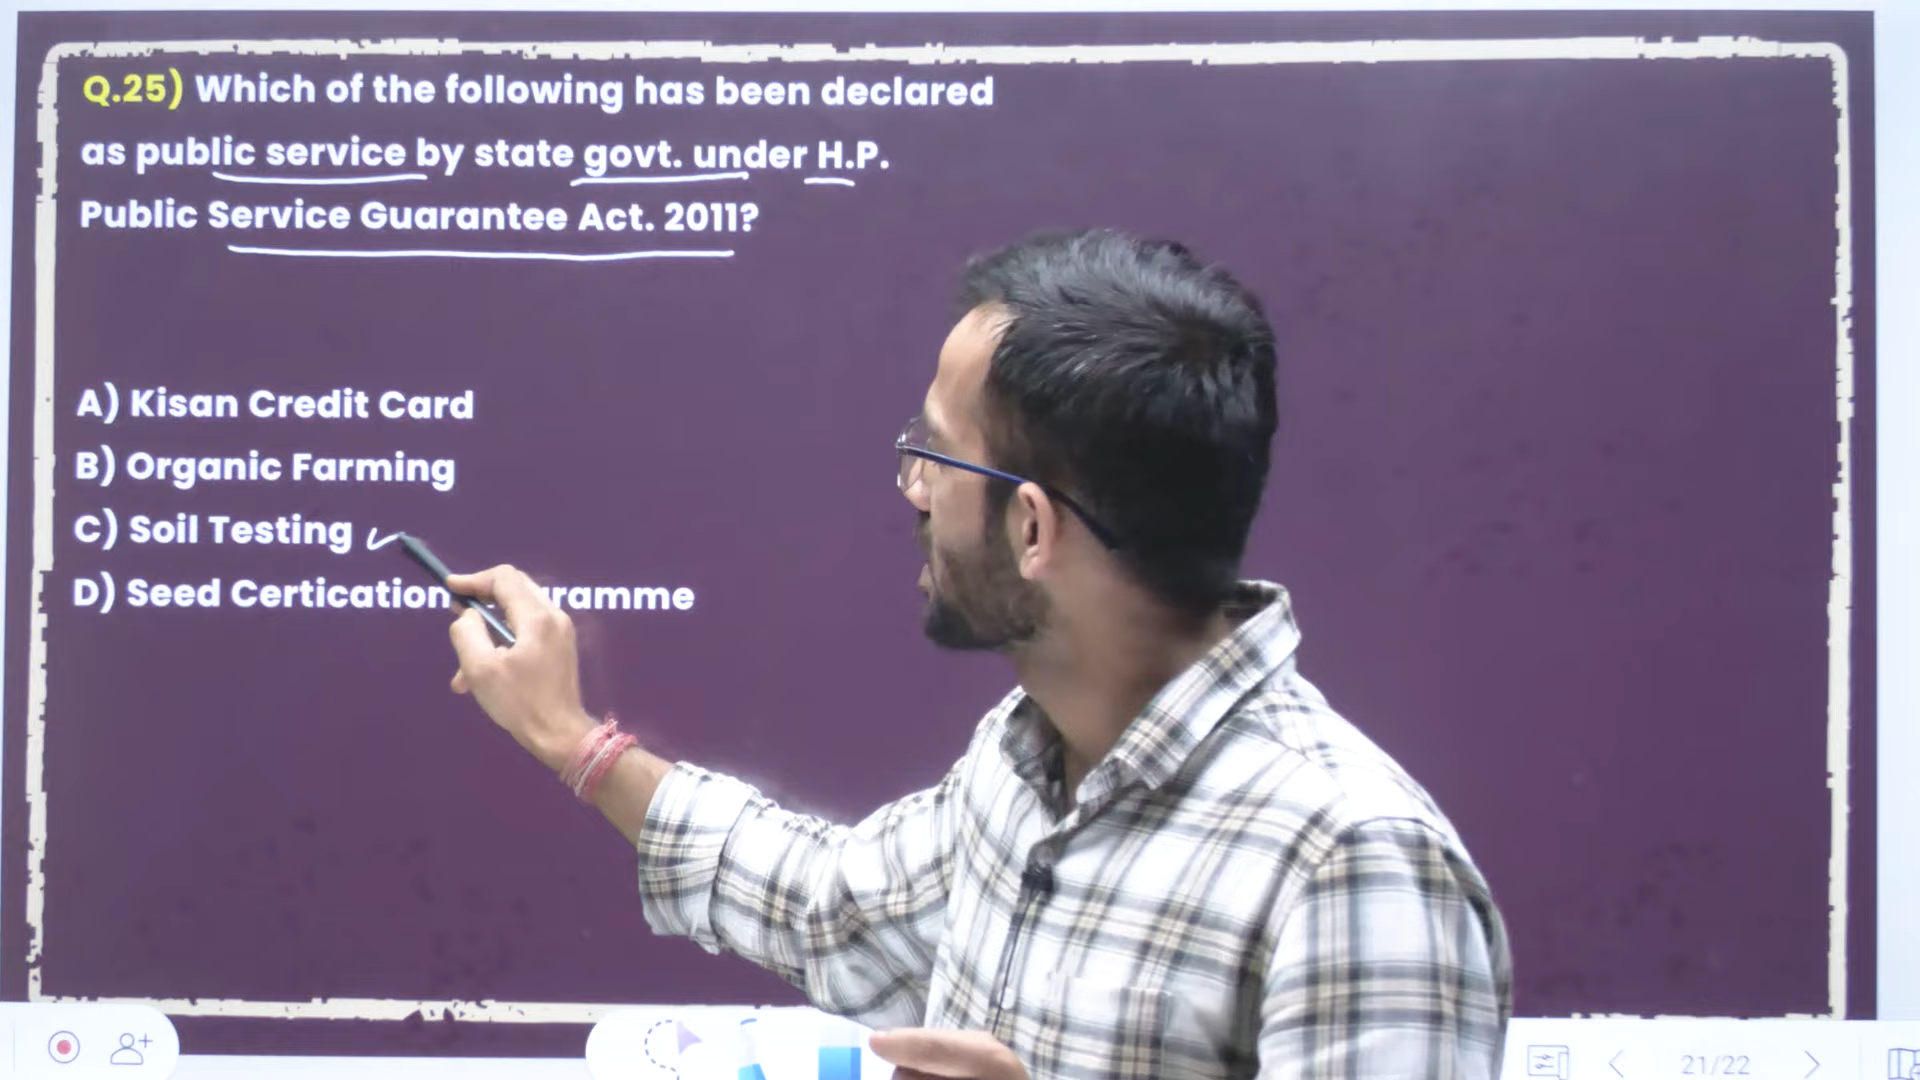 Q.25) Which of the following has been declared
as public service by state govt. under H.P.
Public Service Guarantee Act. 2011?
A) Kisan Credit Card
B) Organic Farming
C) Soil Testing
D) Seed Certication
21/22